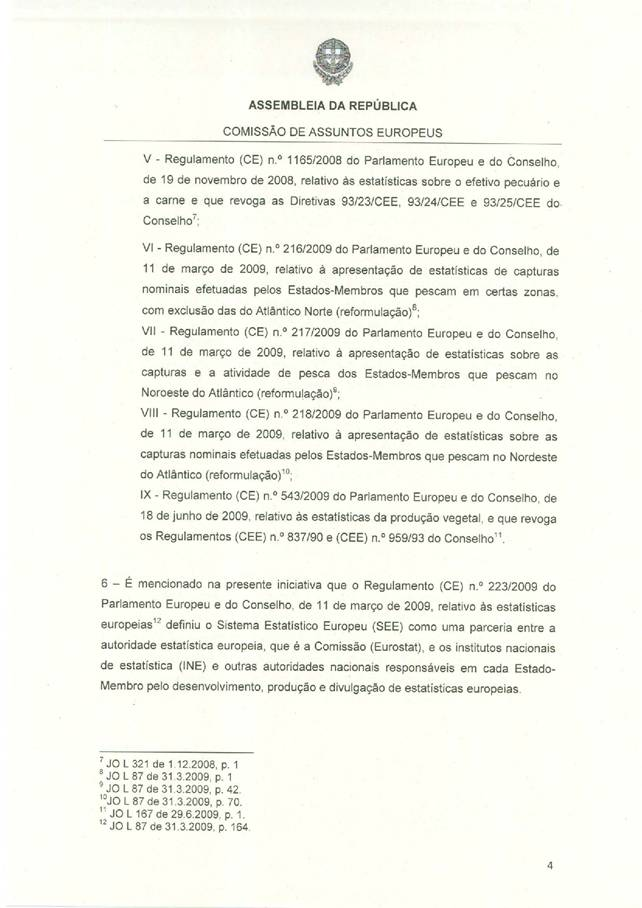 ASSEMBLEIA DA REPÚBLICA
COMISSÃO DE ASSUNTOS EUROPEUS
V - Regulamento (CE) n.º 1165/2008 do Parlamento Europeu e do Conselho,
de 19 de novembro de 2008, relativo às estatísticas sobre o efetivo pecuário e
a carne e que revoga as Diretivas 93/23/CEE, 93/24/CEE e 93/25/CEE do
Conselho7;
VI - Regulamento (CE) n.º 216/2009 do Parlamento Europeu e do Conselho, de
11 de março de 2009, relativo à apresentação de estatísticas de capturas
nominais efetuadas pelos Estados-Membros que pescam em certas zonas,
com exclusão das do Atlântico Norte (reformulação)8;
VII - Regulamento (CE) n.º 217/2009 do Parlamento Europeu e do Conselho,
de 11 de março de 2009, relativo à apresentação de estatísticas sobre as
capturas e a atividade de pesca dos Estados-Membros que pescam no
Noroeste do Atlântico (reformulação)9;
VIII - Regulamento (CE) n.º 218/2009 do Parlamento Europeu e do Conselho,
de 11 de março de 2009, relativo à apresentação de estatísticas sobre as
capturas nominais efetuadas pelos Estados-Membros que pescam no Nordeste
do Atlântico (reformulação)10;
IX - Regulamento (CE) n.º 543/2009 do Parlamento Europeu e do Conselho, de
18 de junho de 2009, relativo às estatísticas da produção vegetal, e que revoga
os Regulamentos (CEE) n.º 837/90 e (CEE) n.º 959/93 do Conselho11.
6 – É mencionado na presente iniciativa que o Regulamento (CE) n.º 223/2009 do
Parlamento Europeu e do Conselho, de 11 de março de 2009, relativo às estatísticas
europeias12 definiu o Sistema Estatístico Europeu (SEE) como uma parceria entre a
autoridade estatística europeia, que é a Comissão (Eurostat), e os institutos nacionais
de estatística (INE) e outras autoridades nacionais responsáveis em cada Estado-
Membro pelo desenvolvimento, produção e divulgação de estatísticas europeias.
7 JO L 321 de 1.12.2008, p. 1
8 JO L 87 de 31.3.2009, p. 1
9 JO L 87 de 31.3.2009, p. 42.
10JO L 87 de 31.3.2009, p. 70.
11 JO L 167 de 29.6.2009, p. 1.
12 JO L 87 de 31.3.2009, p. 164.
4